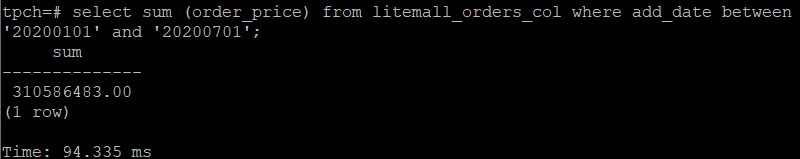 tpch=# select sum (order_price) from litemall_orders_col where add_date between
'20200101' and '20200701';
sum
--------------
310586483.00
(1 row)
Time: 94.335 ms